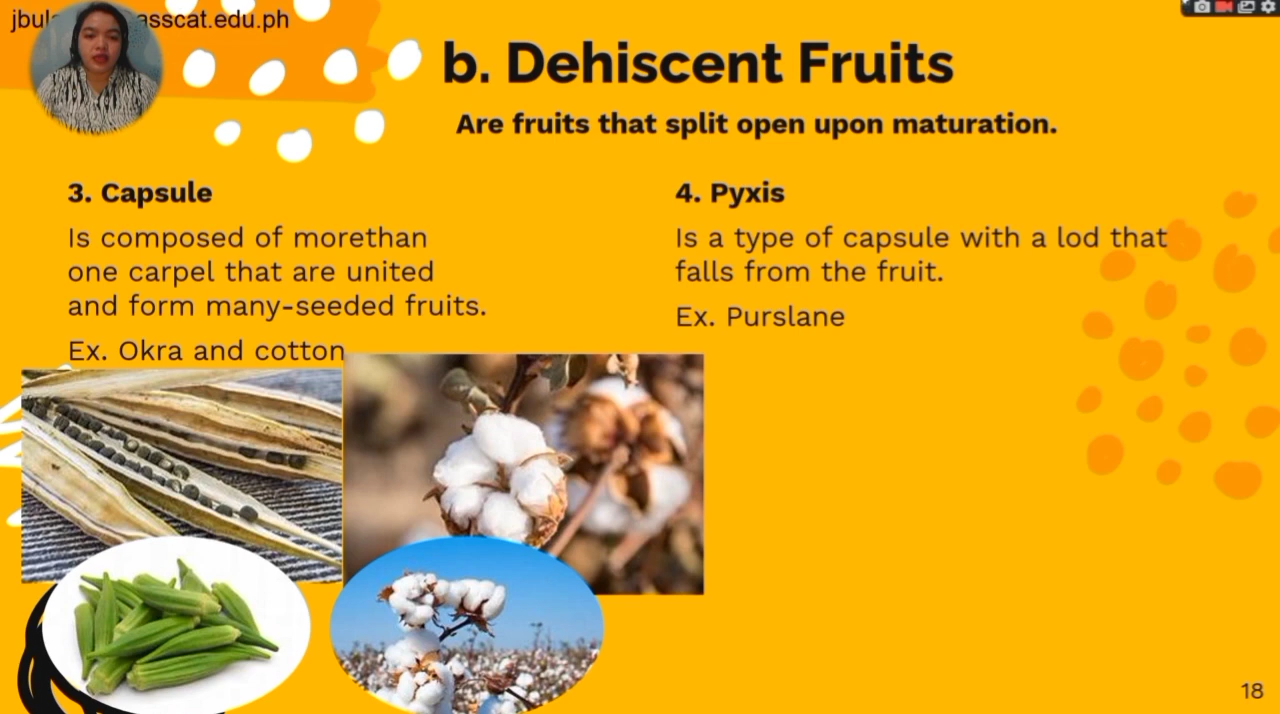 jbul asscat.edu.ph
b. Dehiscent Fruits
Are fruits that split open upon maturation.
3. Capsule
Is composed of morethan
one carpel that are united
and form many-seeded fruits.
Ex. Okra and cotton
4. Pyxis
Is a type of capsule with a lod that
falls from the fruit.
Ex. Purslane
18